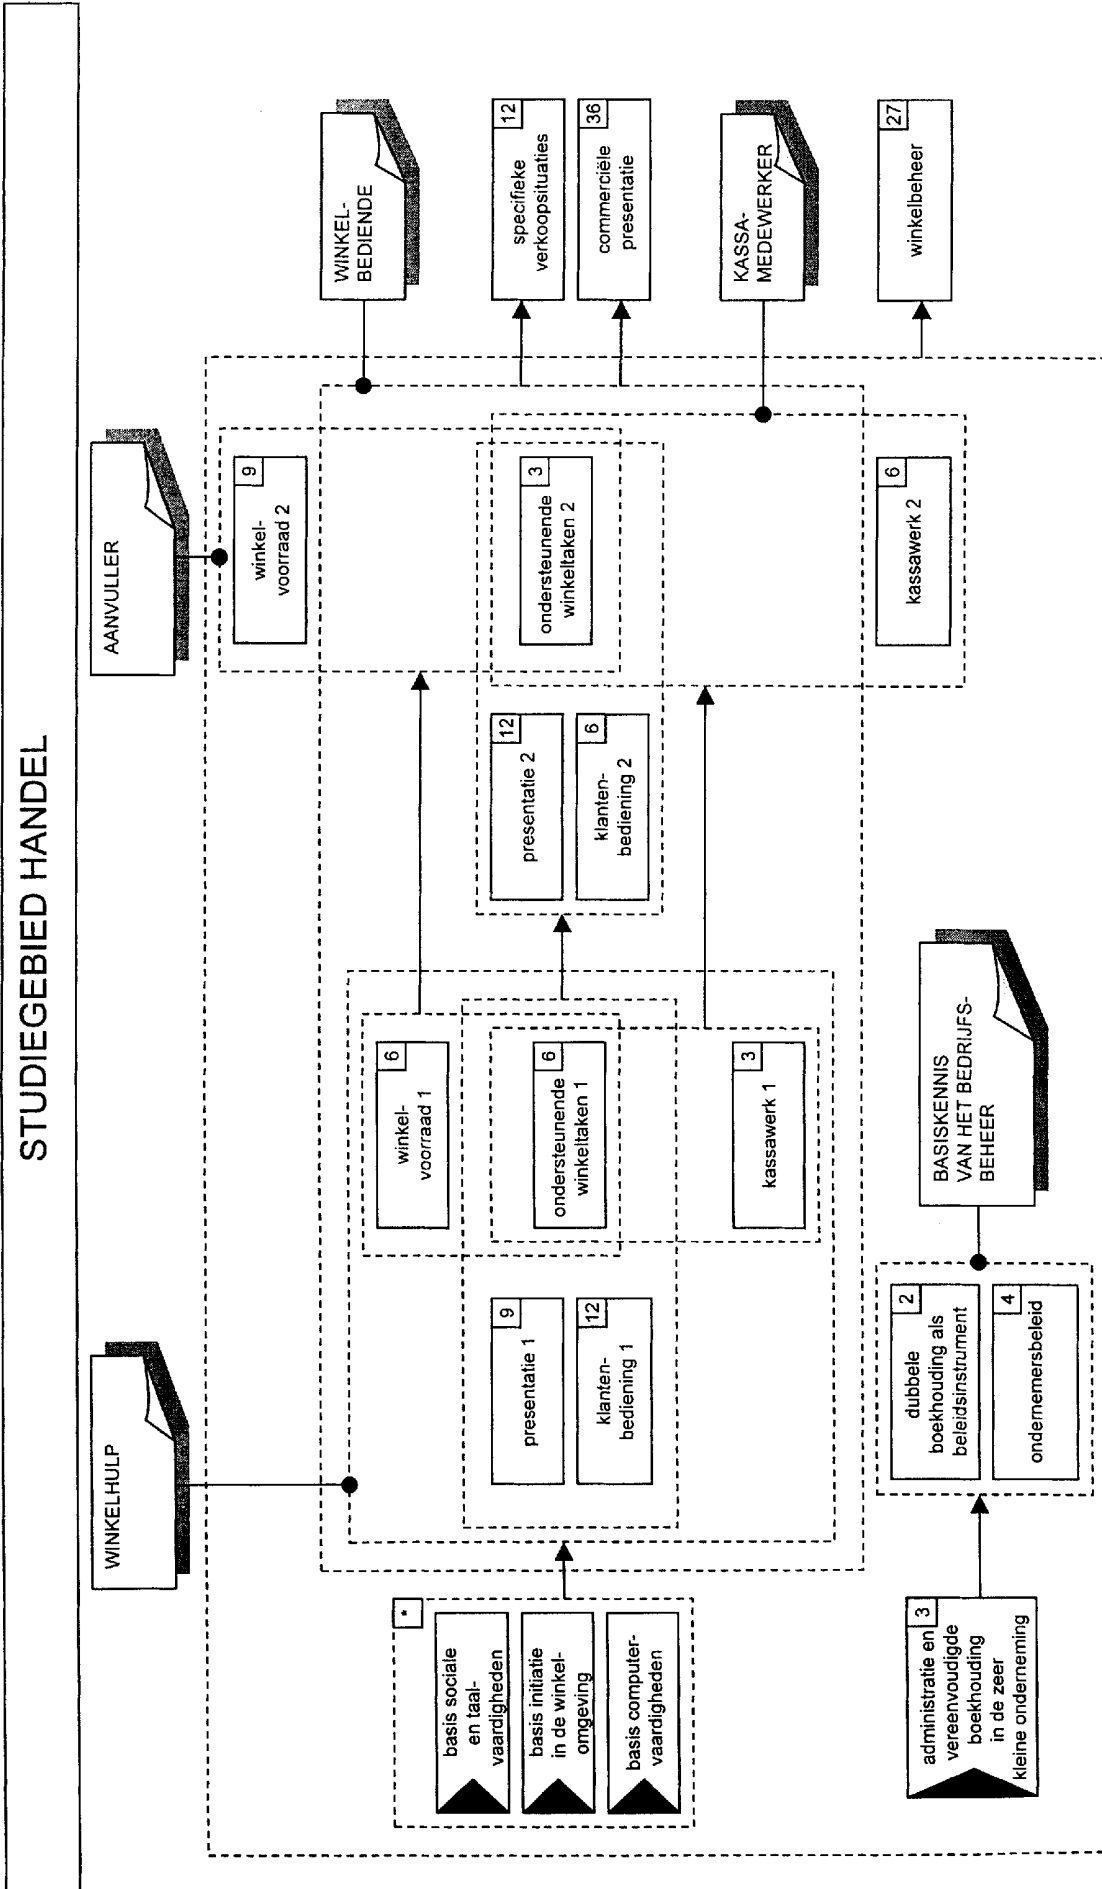 STUDIEGEBIED HANDEL
WINKELHULP
AANVULLER
WINKEL-
BEDIENDE
*
basis sociale
en taal-
vaardigheden
basis initiatie
in de winkel-
omgeving
basis computer-
vaardigheden
9
presentatie 1
12
klanten-
bediening 1
6
winkel-
voorraad 1
6
ondersteunende
winkeltaken 1
3
kassawerk 1
12
presentatie 2
6
klanten-
bediening 2
9
winkel-
voorraad 2
3
ondersteunende
winkeltaken 2
6
kassawerk 2
12
specifieke
verkoopsituaties
36
commerciële
presentatie
KASSA-
MEDEWERKER
27
winkelbeheer
3
administratie en
vereenvoudigde
boekhouding
in de zeer
kleine onderneming
2
dubbele
boekhouding als
beleidsinstrument
4
ondernemersbeleid
BASISKENNIS
VAN HET BEDRIJFS-
BEHEER